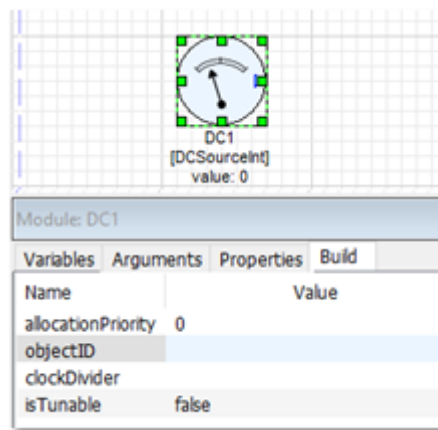 DC1
[DCSourceInt]
value: 0
Module: DC1
Variables Arguments Properties Build
Name Value
allocationPriority 0
objectID
clockDivider
isTunable false